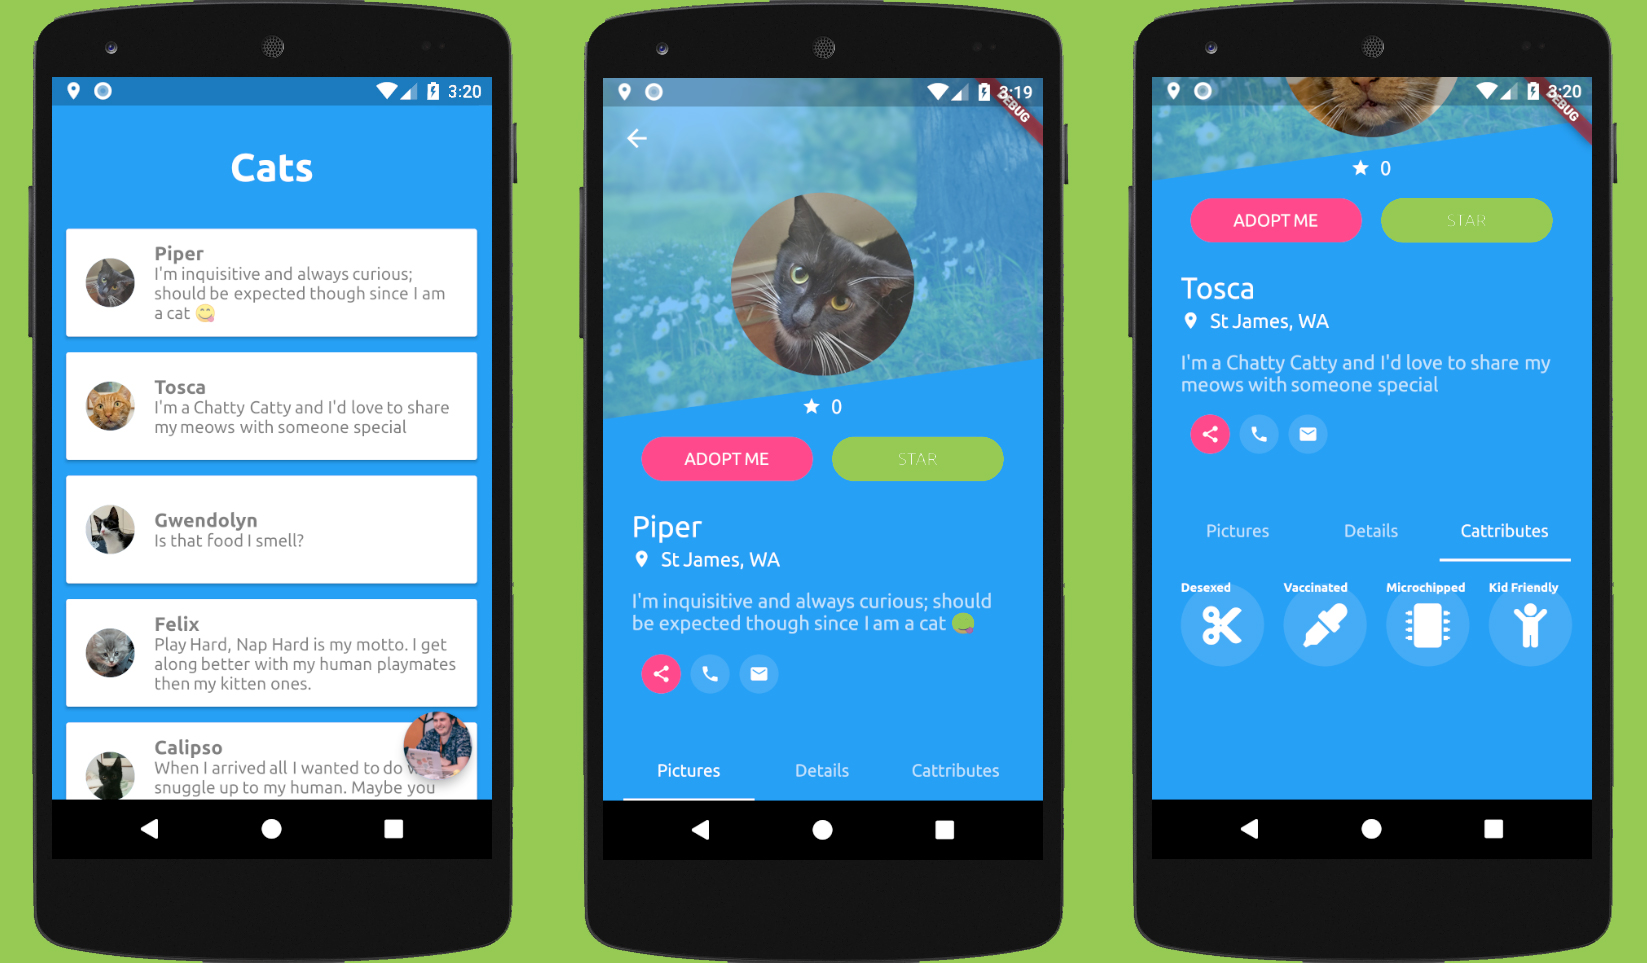 3:20
Cats
Piper
I'm inquisitive and always curious;
should be expected though since I am
a cat 😋
Tosca
I'm a Chatty Catty and I'd love to share
my meows with someone special
Gwendolyn
Is that food I smell?
Felix
Play Hard, Nap Hard is my motto. I get
along better with my human playmates
then my kitten ones.
Calipso
When I arrived all I wanted to do
snuggle up to my human. Maybe you
3:19
DEBUG
0
ADOPT ME
STAR
Piper
St James, WA
I'm inquisitive and always curious; should
be expected though since I am a cat 😋
Pictures
Details
Cattributes
3:20
DEBUG
0
ADOPT ME
STAR
Tosca
St James, WA
I'm a Chatty Catty and I'd love to share my
meows with someone special
Pictures
Details
Cattributes
Desexed
Vaccinated
Microchipped
Kid Friendly